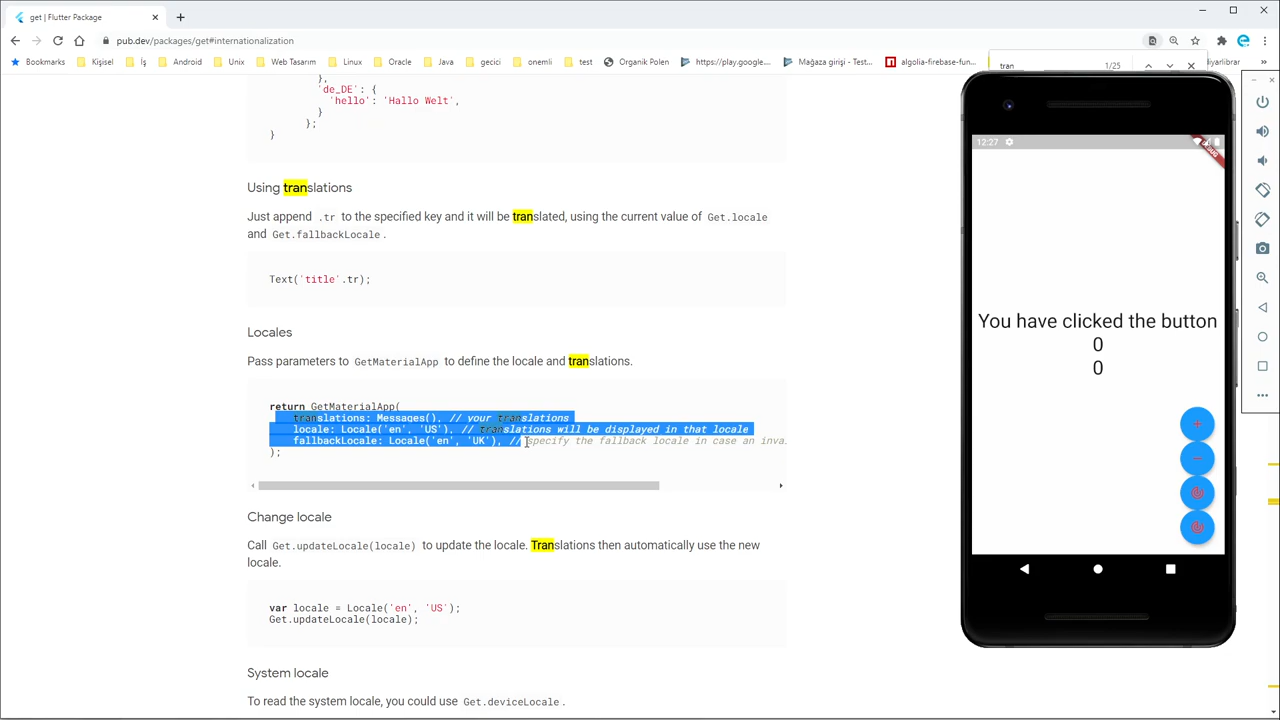 get | Flutter Package
pub.dev/packages/get#internationalization
Bookmarks Kişisel İş Android Unix Web Tasarımı Linux Oracle Java gecici onemli test Organik Polen https://play.google... Mağaza girişi – Test... algolia-firebase-fun... »
tran 1/25
},
'de_DE': {
'hello': 'Hallo Welt',
}
};
}
Using translations
Just append .tr to the specified key and it will be translated, using the current value of Get.locale
and Get.fallbackLocale.
Text('title'.tr);
Locales
Pass parameters to GetMaterialApp to define the locale and translations.
return GetMaterialApp(
translations: Messages(), // your translations
locale: Locale('en', 'US'), // translations will be displayed in that locale
fallbackLocale: Locale('en', 'UK'), // specify the fallback locale in case an inva
);
Change locale
Call Get.updateLocale(locale) to update the locale. Translations then automatically use the new
locale.
var locale = Locale('en', 'US');
Get.updateLocale(locale);
System locale
To read the system locale, you could use Get.deviceLocale.
12:27
DEBUG
You have clicked the button
0
0